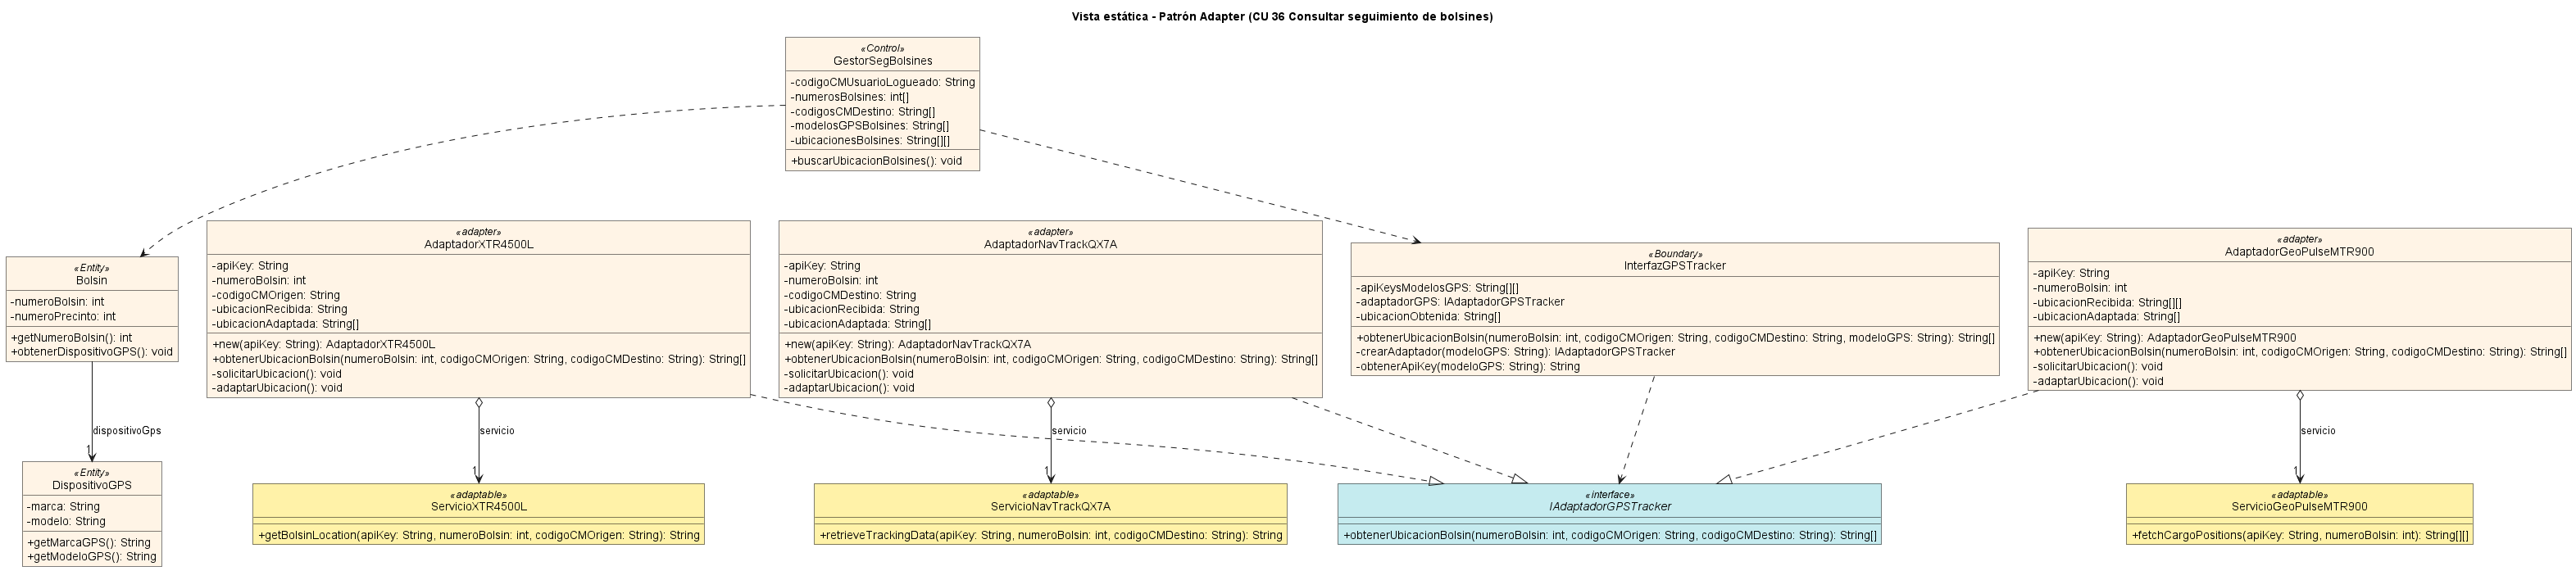 Vista estática - Patrón Adapter (CU 36 Consultar seguimiento de bolsines)
«Control»
GestorSegBolsines
-codigoCMUsuarioLogueado: String
-numerosBolsines: int[]
-codigosCMDestino: String[]
-modelosGPSBolsines: String[]
-ubicacionesBolsines: String[][]
+buscarUbicacionBolsines(): void
«Entity»
Bolsin
-numeroBolsin: int
-numeroPrecinto: int
+getNumeroBolsin(): int
+obtenerDispositivoGPS(): void
«adapter»
AdaptadorXTR4500L
-apiKey: String
-numeroBolsin: int
-codigoCMOrigen: String
-ubicacionRecibida: String
-ubicacionAdaptada: String[]
+new(apiKey: String): AdaptadorXTR4500L
+obtenerUbicacionBolsin(numeroBolsin: int, codigoCMOrigen: String, codigoCMDestino: String): String[]
-solicitarUbicacion(): void
-adaptarUbicacion(): void
«adapter»
AdaptadorNavTrackQX7A
-apiKey: String
-numeroBolsin: int
-codigoCMDestino: String
-ubicacionRecibida: String
-ubicacionAdaptada: String[]
+new(apiKey: String): AdaptadorNavTrackQX7A
+obtenerUbicacionBolsin(numeroBolsin: int, codigoCMOrigen: String, codigoCMDestino: String): String[]
-solicitarUbicacion(): void
-adaptarUbicacion(): void
«Boundary»
InterfazGPSTracker
-apiKeysModelosGPS: String[][]
-adaptadorGPS: IAdaptadorGPSTracker
-ubicacionObtenida: String[]
+obtenerUbicacionBolsin(numeroBolsin: int, codigoCMOrigen: String, codigoCMDestino: String, modeloGPS: String): String[]
-crearAdaptador(modeloGPS: String): IAdaptadorGPSTracker
-obtenerApiKey(modeloGPS: String): String
«adapter»
AdaptadorGeoPulseMTR900
-apiKey: String
-numeroBolsin: int
-ubicacionRecibida: String[][]
-ubicacionAdaptada: String[]
+new(apiKey: String): AdaptadorGeoPulseMTR900
+obtenerUbicacionBolsin(numeroBolsin: int, codigoCMOrigen: String, codigoCMDestino: String): String[]
-solicitarUbicacion(): void
-adaptarUbicacion(): void
dispositivoGps
1
servicio
1
servicio
1
servicio
1
«Entity»
DispositivoGPS
-marca: String
-modelo: String
+getMarcaGPS(): String
+getModeloGPS(): String
«adaptable»
ServicioXTR4500L
+getBolsinLocation(apiKey: String, numeroBolsin: int, codigoCMOrigen: String): String
«adaptable»
ServicioNavTrackQX7A
+retrieveTrackingData(apiKey: String, numeroBolsin: int, codigoCMDestino: String): String
«interface»
IAdaptadorGPSTracker
+obtenerUbicacionBolsin(numeroBolsin: int, codigoCMOrigen: String, codigoCMDestino: String): String[]
«adaptable»
ServicioGeoPulseMTR900
+fetchCargoPositions(apiKey: String, numeroBolsin: int): String[][]